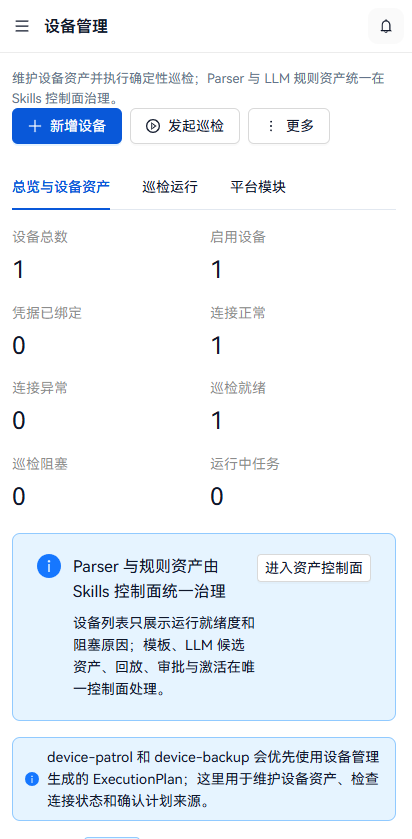 设备管理
维护设备资产并执行确定性巡检；Parser 与 LLM 规则资产统一在
Skills 控制面治理。
新增设备
发起巡检
更多
总览与设备资产
巡检运行
平台模块
设备总数
启用设备
1
1
凭据已绑定
连接正常
0
1
连接异常
巡检就绪
0
1
巡检阻塞
运行中任务
0
0
Parser 与规则资产由
Skills 控制面统一治理
进入资产控制面
设备列表只展示运行就绪度和
阻塞原因；模板、LLM 候选
资产、回放、审批与激活在唯
一控制面处理。
device-patrol 和 device-backup 会优先使用设备管理
生成的 ExecutionPlan；这里用于维护设备资产、检查
连接状态和确认计划来源。